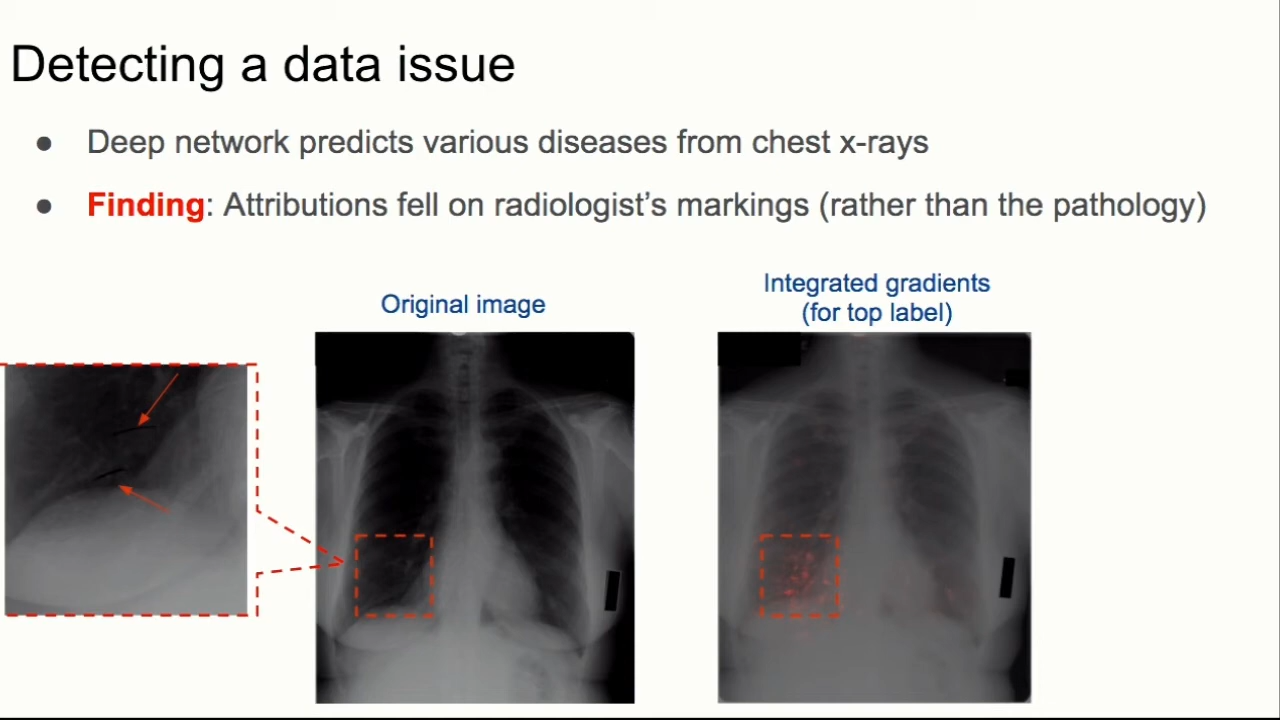 Detecting a data issue
● Deep network predicts various diseases from chest x-rays
● Finding: Attributions fell on radiologist's markings (rather than the pathology)
Original image
Integrated gradients
(for top label)